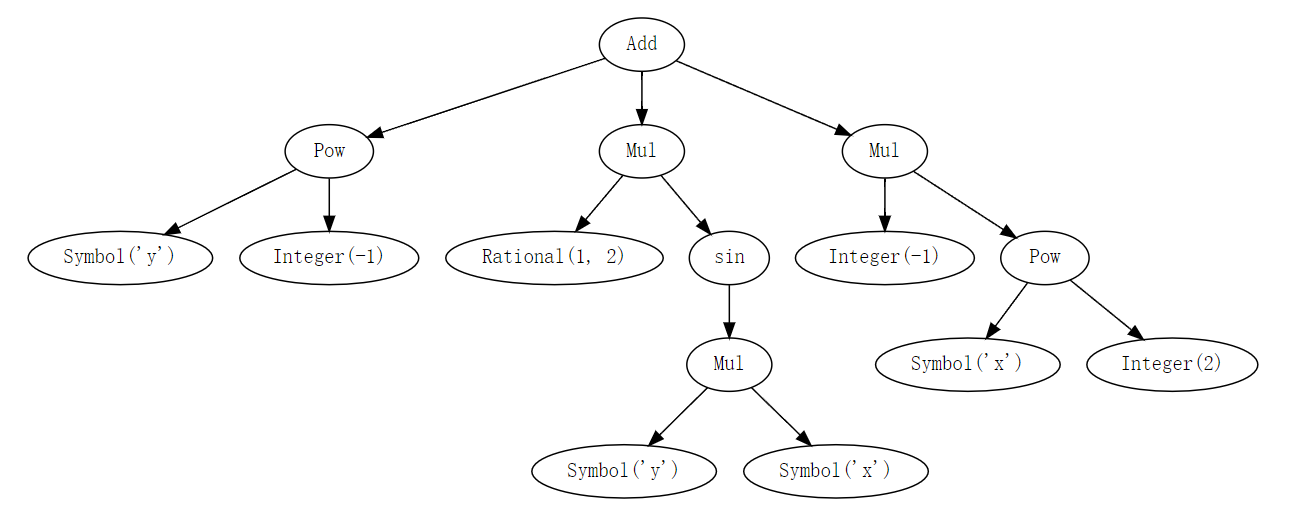 Add
Pow
Mul
Mul
Symbol('y')
Integer(-1)
Rational(1, 2)
sin
Integer(-1)
Pow
Mul
Symbol('x')
Integer(2)
Symbol('y')
Symbol('x')